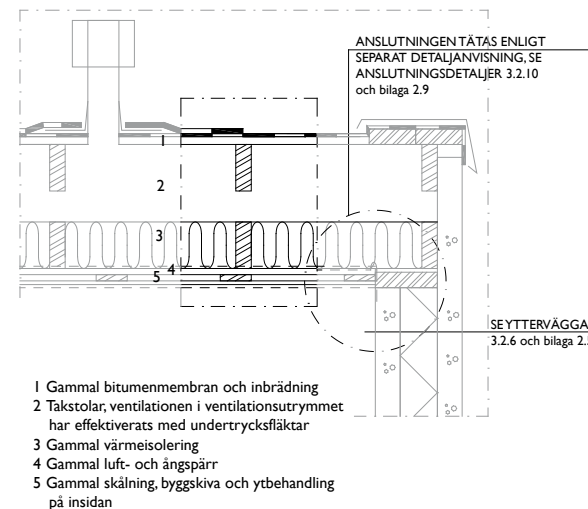 ANSLUTNINGEN TÄTAS ENLIGT
SEPARAT DETALJANVISNING, SE
ANSLUTNINGSDETALJER 3.2.10
och bilaga 2.9
1
2
3
4
5
SE YTTERVÄGGA
3.2.6 och bilaga 2.
1 Gammal bitumenmembran och inbrädning
2 Takstolar, ventilationen i ventilationsutrymmet
har effektiverats med undertrycksfläktar
3 Gammal värmeisolering
4 Gammal luft- och ångspärr
5 Gammal skålning, byggskiva och ytbehandling
på insidan